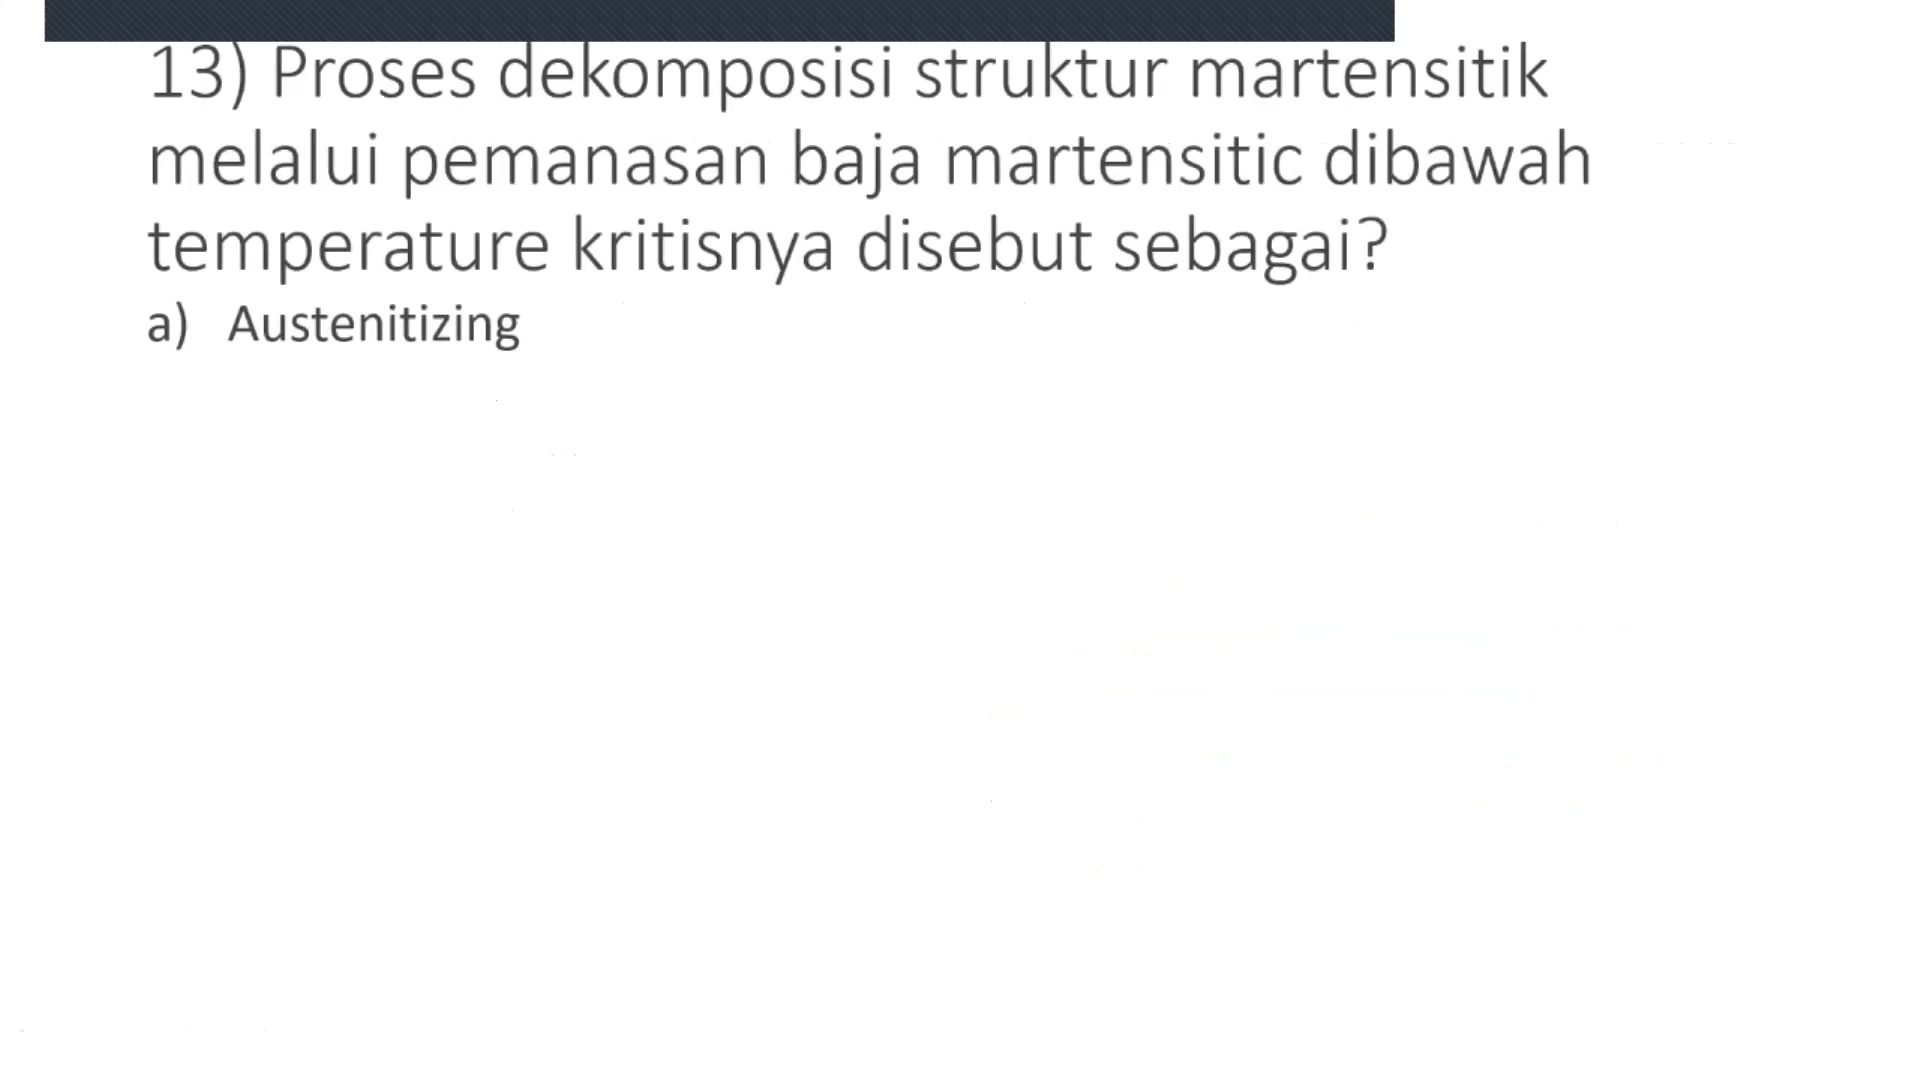 13) Proses dekomposisi struktur martensitik
melalui pemanasan baja martensitic dibawah
temperature kritisnya disebut sebagai?
a) Austenitizing